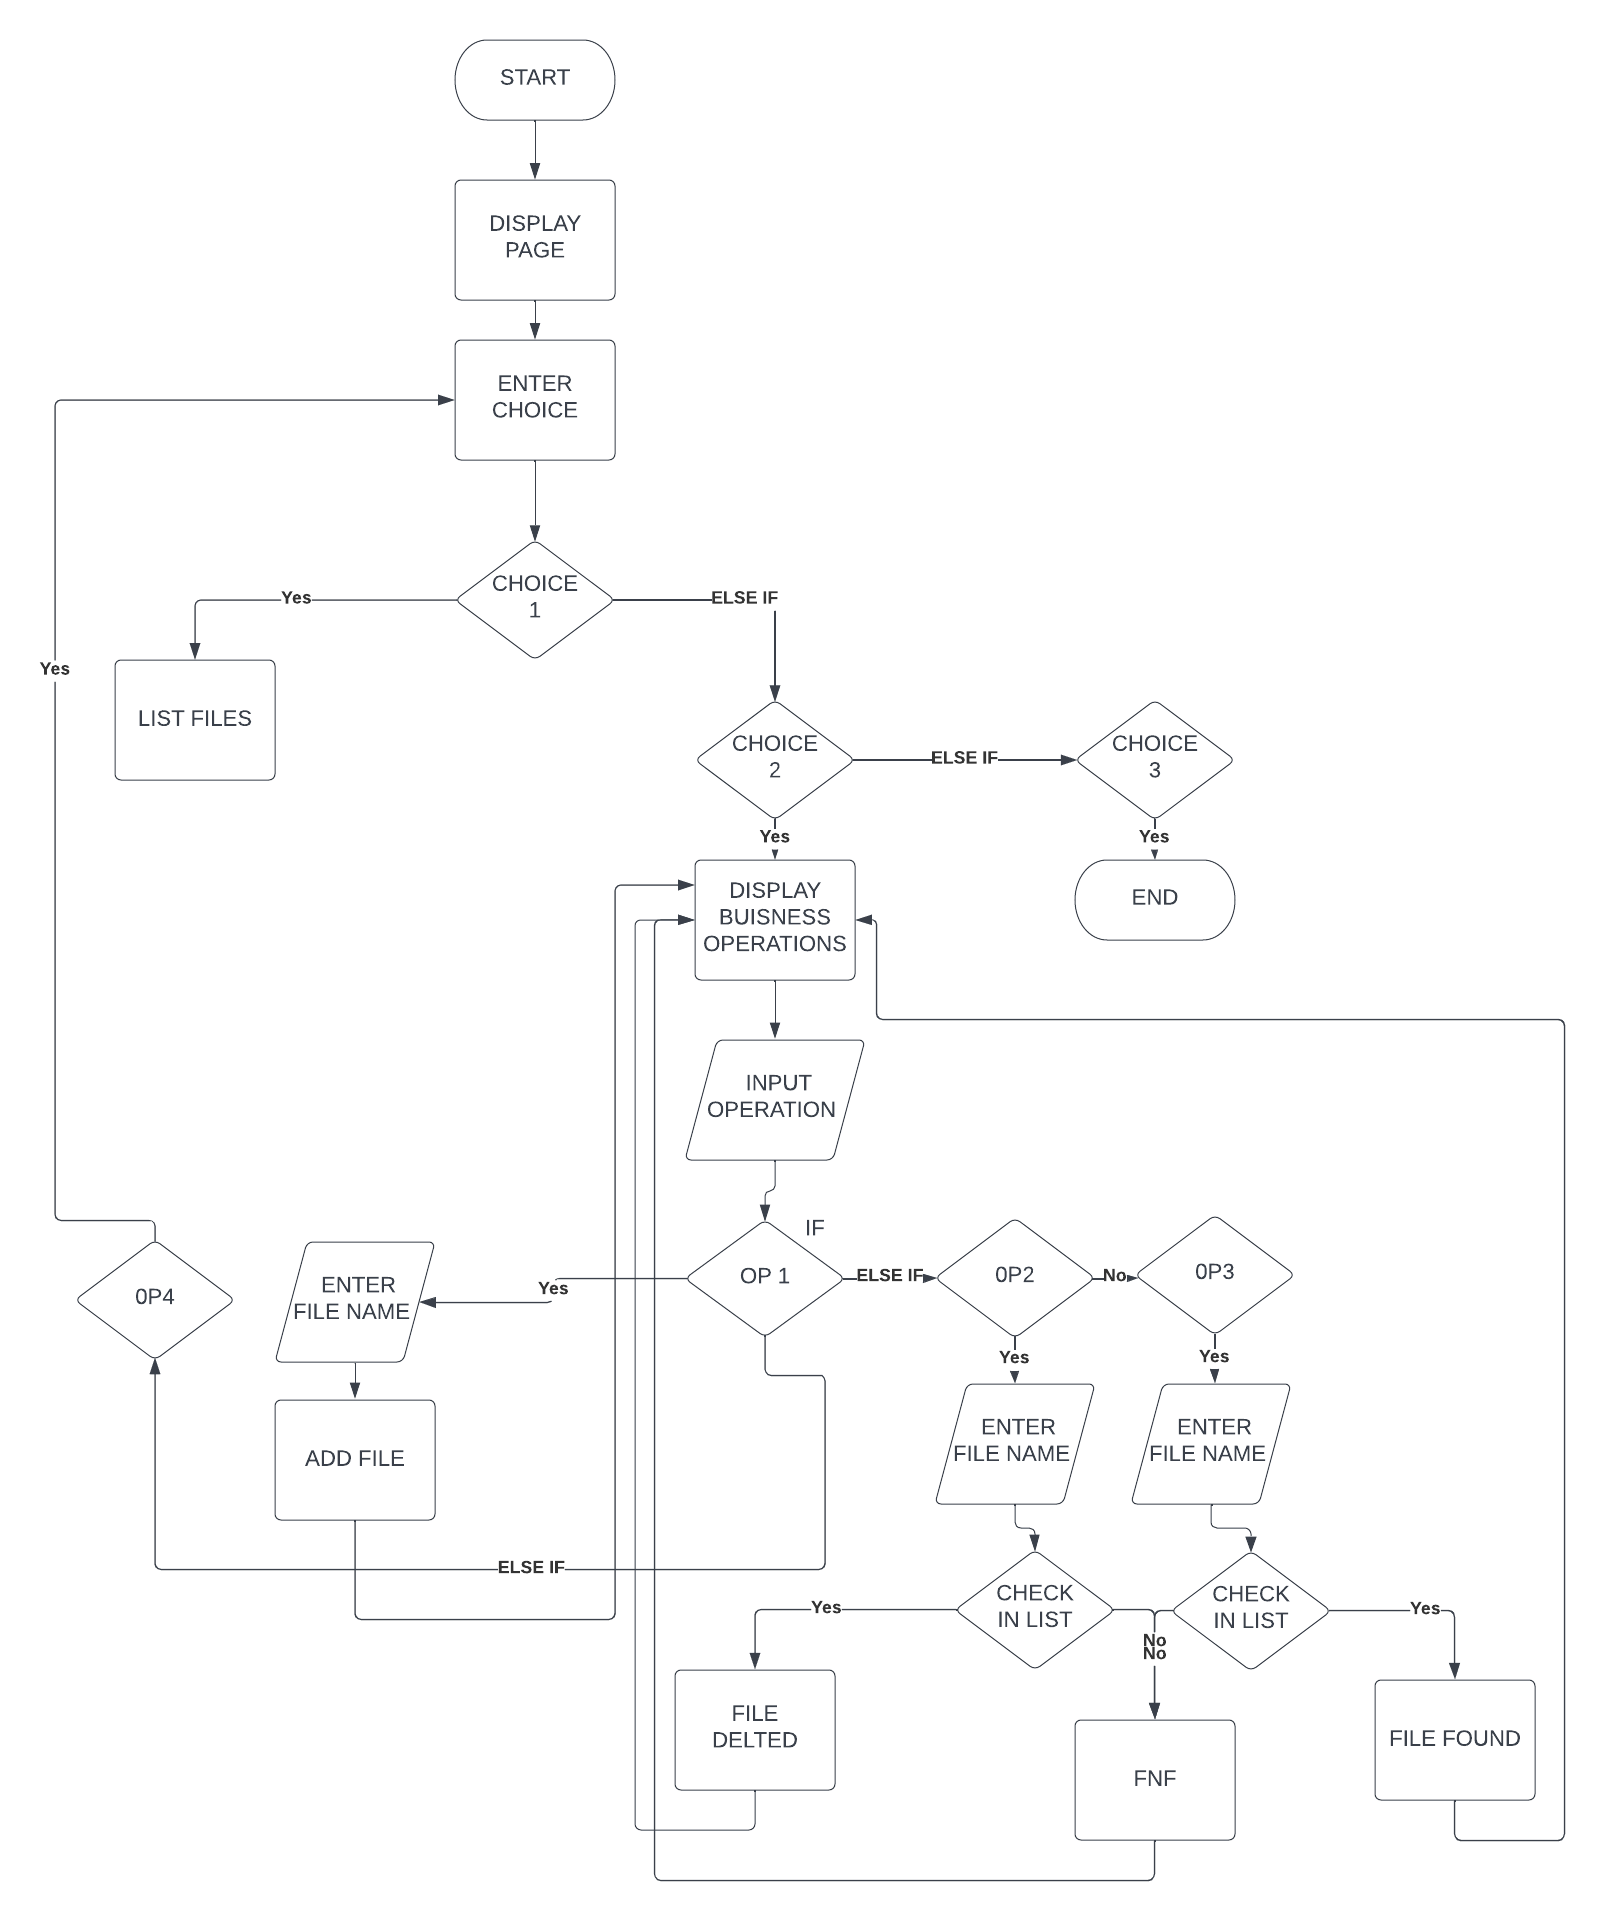 START
DISPLAY
PAGE
ENTER
CHOICE
CHOICE
1
Yes
ELSE IF
Yes
LIST FILES
CHOICE
2
ELSE IF
CHOICE
3
Yes
Yes
DISPLAY
BUISNESS
OPERATIONS
END
INPUT
OPERATION
IF
OP 1
ELSE IF
0P2
No
0P3
Yes
ENTER
FILE NAME
0P4
Yes
Yes
ENTER
FILE NAME
ENTER
FILE NAME
ADD FILE
ELSE IF
CHECK
IN LIST
CHECK
IN LIST
Yes
No
No
Yes
FILE
DELTED
FNF
FILE FOUND